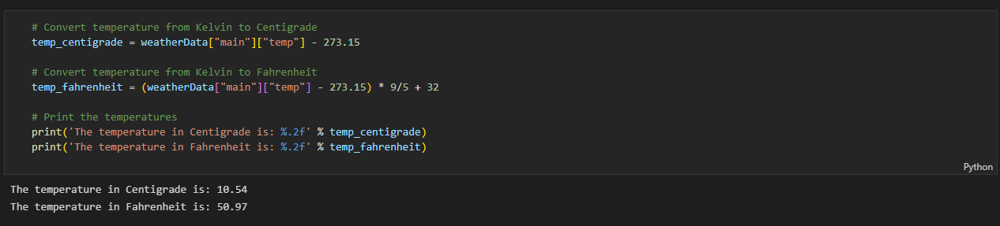 # Convert temperature from Kelvin to Centigrade
temp_centigrade = weatherData["main"]["temp"] - 273.15
# Convert temperature from Kelvin to Fahrenheit
temp_fahrenheit = (weatherData["main"]["temp"] - 273.15) * 9/5 + 32
# Print the temperatures
print('The temperature in Centigrade is: %.2f' % temp_centigrade)
print('The temperature in Fahrenheit is: %.2f' % temp_fahrenheit)
Python
The temperature in Centigrade is: 10.54
The temperature in Fahrenheit is: 50.97